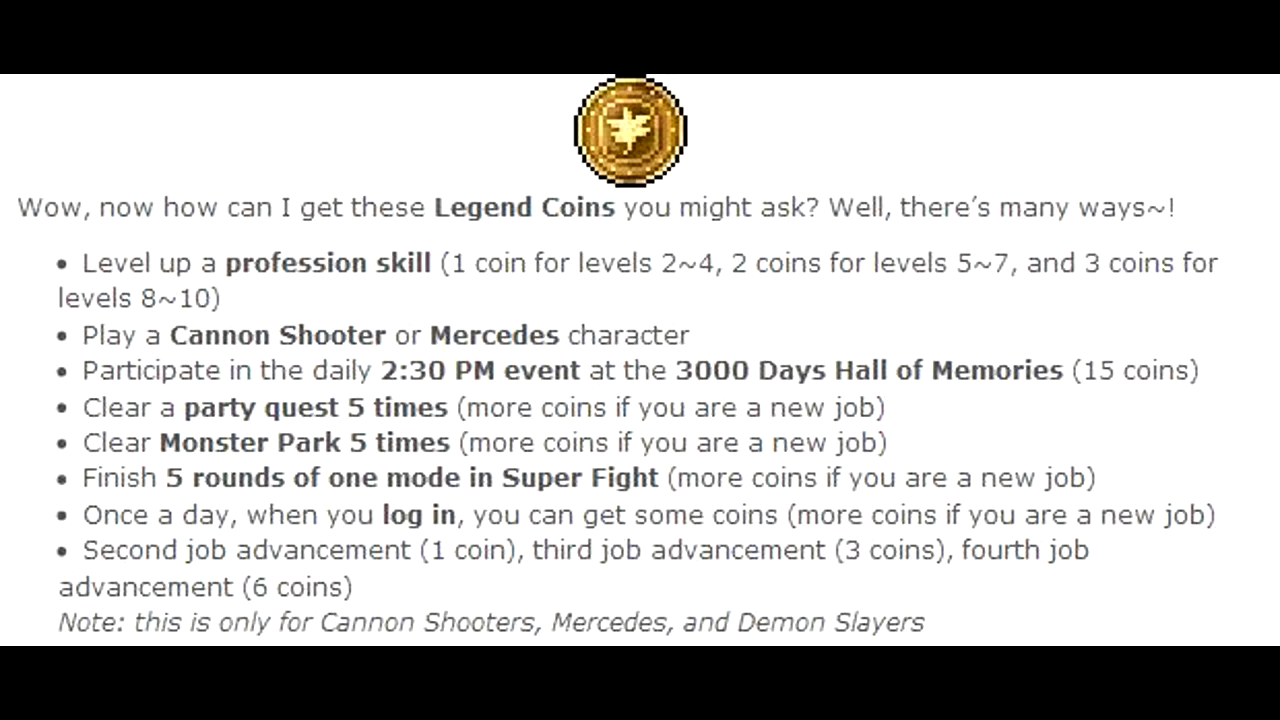 Wow, now how can I get these Legend Coins you might ask? Well, there’s many ways~!
• Level up a profession skill (1 coin for levels 2~4, 2 coins for levels 5~7, and 3 coins for
levels 8~10)
• Play a Cannon Shooter or Mercedes character
• Participate in the daily 2:30 PM event at the 3000 Days Hall of Memories (15 coins)
• Clear a party quest 5 times (more coins if you are a new job)
• Clear Monster Park 5 times (more coins if you are a new job)
• Finish 5 rounds of one mode in Super Fight (more coins if you are a new job)
• Once a day, when you log in, you can get some coins (more coins if you are a new job)
• Second job advancement (1 coin), third job advancement (3 coins), fourth job
advancement (6 coins)
Note: this is only for Cannon Shooters, Mercedes, and Demon Slayers